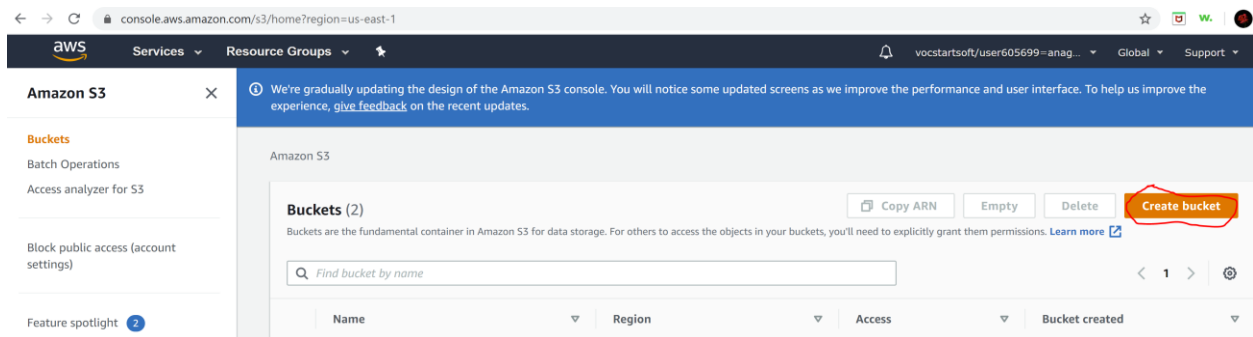 console.aws.amazon.com/s3/home?region=us-east-1
w.
aws Services Resource Groups vocstartsoft/user605699=anag... Global Support
Amazon S3
We're gradually updating the design of the Amazon S3 console. You will notice some updated screens as we improve the performance and user interface. To help us improve the
experience, give feedback on the recent updates.
Buckets
Batch Operations
Access analyzer for S3
Block public access (account
settings)
Feature spotlight 2
Amazon S3
Buckets (2) Copy ARN Empty Delete Create bucket
Buckets are the fundamental container in Amazon S3 for data storage. For others to access the objects in your buckets, you'll need to explicitly grant them permissions. Learn more
Find bucket by name 1
Name Region Access Bucket created